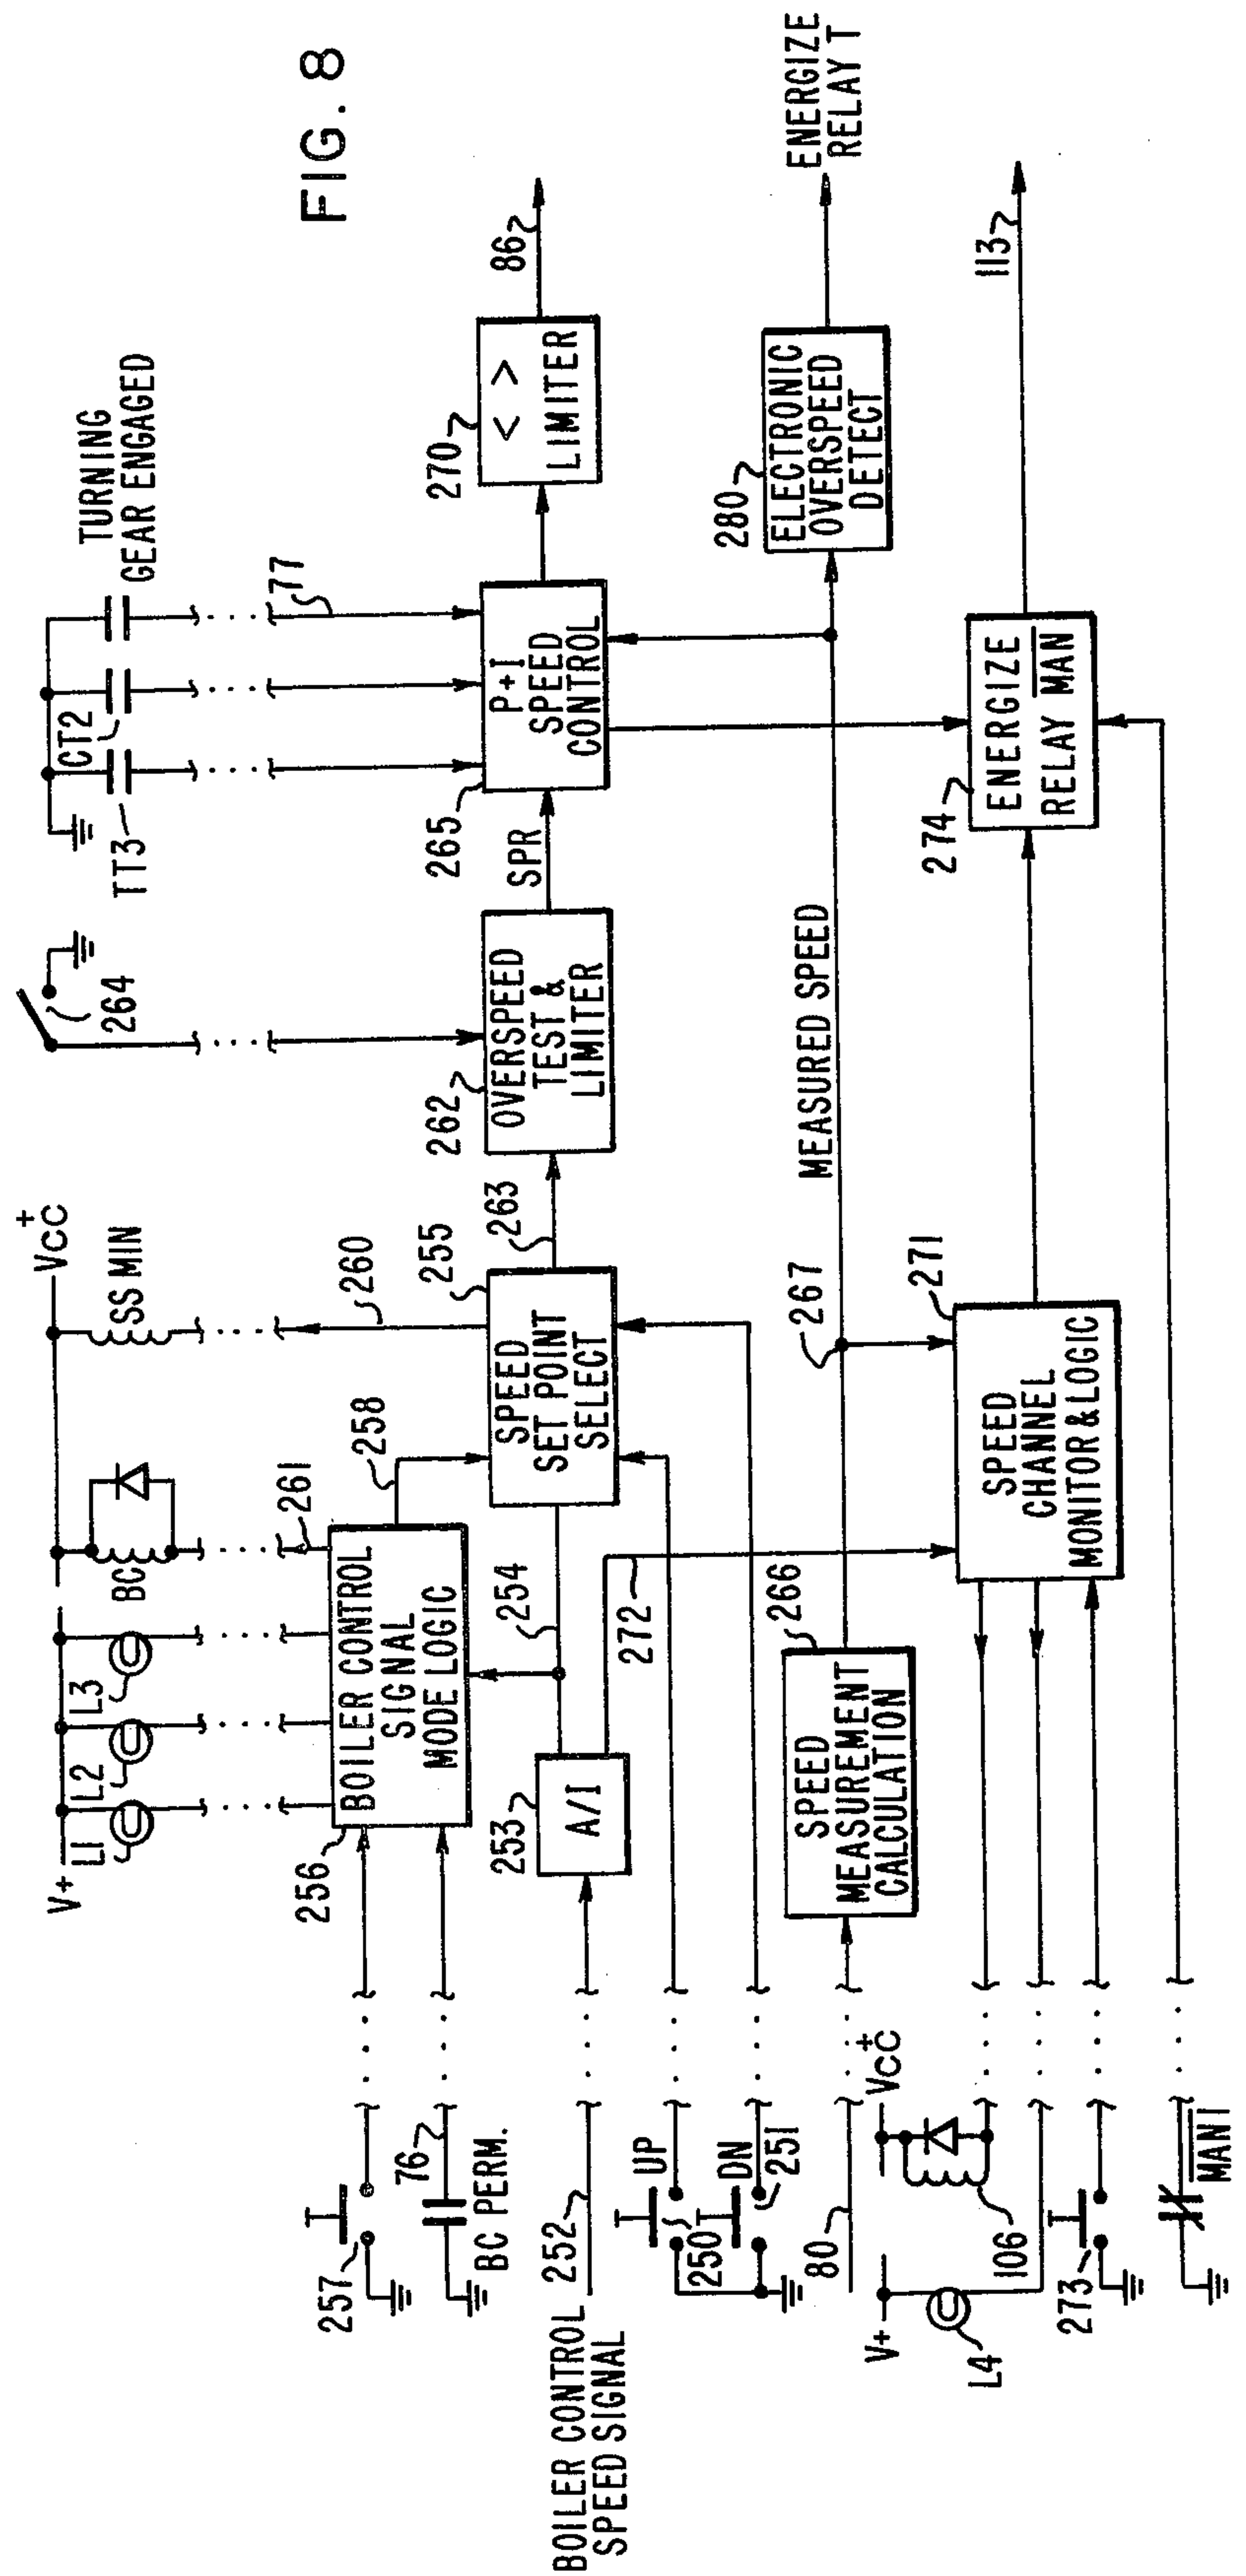 FIG. 8
V+
L1
L2
L3
BC
VCC+
SS MIN
264
TT3
CT2
TURNING
GEAR ENGAGED
77
261
260
258
256
BOILER CONTROL
SIGNAL
MODE LOGIC
257
76
BC PERM.
BOILER CONTROL
SPEED SIGNAL
252
253
A/I
254
272
255
SPEED
SET POINT
SELECT
263
262
OVERSPEED
TEST &
LIMITER
SPR
265
P+I
SPEED
CONTROL
270
< >
LIMITER
86
UP
250
DN
251
80
266
SPEED
MEASUREMENT
CALCULATION
267
MEASURED SPEED
280
ELECTRONIC
OVERSPEED
DETECT
ENERGIZE
RELAY T
V+
VCC+
L4
106
273
MAN1
271
SPEED
CHANNEL
MONITOR & LOGIC
274
ENERGIZE
RELAY MAN
113